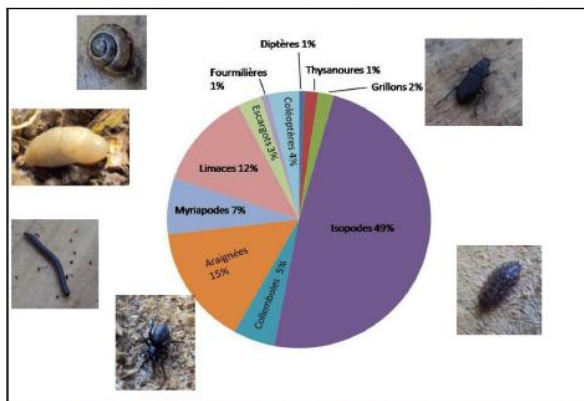 Diptères 1%
Thysanoures 1%
Grillons 2%
Fourmilières
1%
Escargots 3%
Coléoptères 4%
Limaces 12%
Myriapodes 7%
Isopodes 49%
Araignées
15%
Collemboles 5%